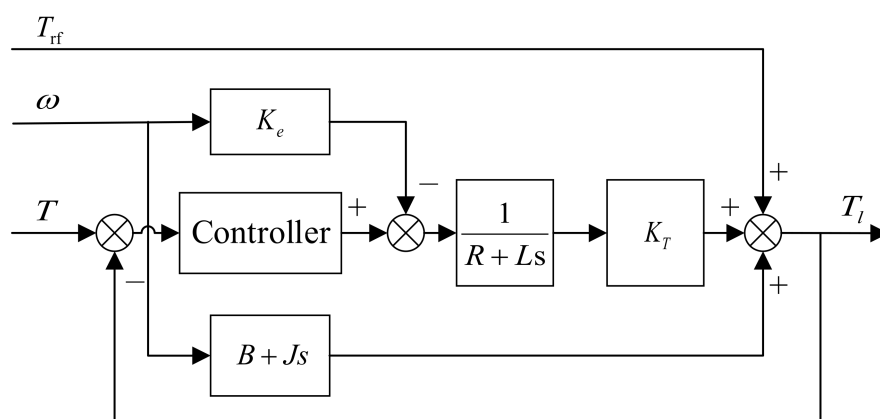 T_rf
+
ω
K_e
−
+
T
Controller
+
1
R + Ls
K_T
+
T_l
−
B + Js
+